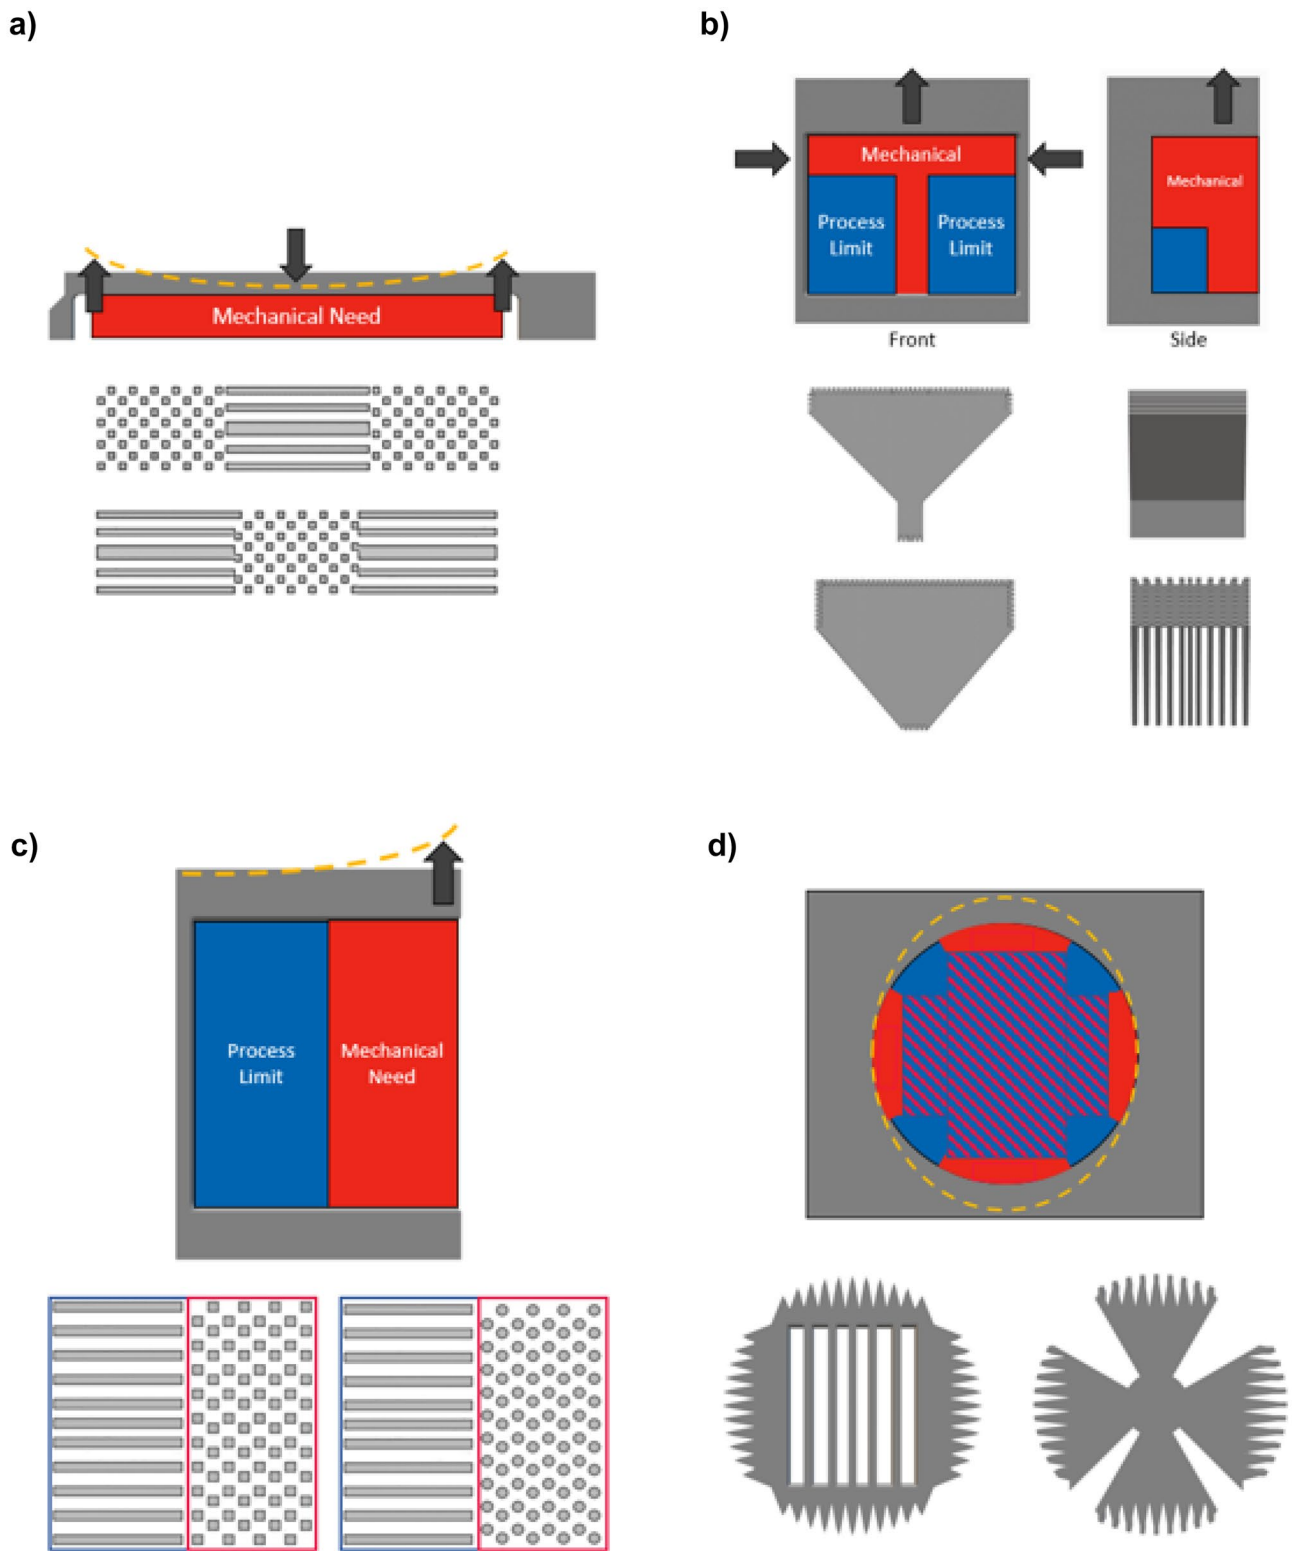 a)
b)
Mechanical Need
Mechanical
Process
Limit
Process
Limit
Mechanical
Front
Side
c)
d)
Process
Limit
Mechanical
Need